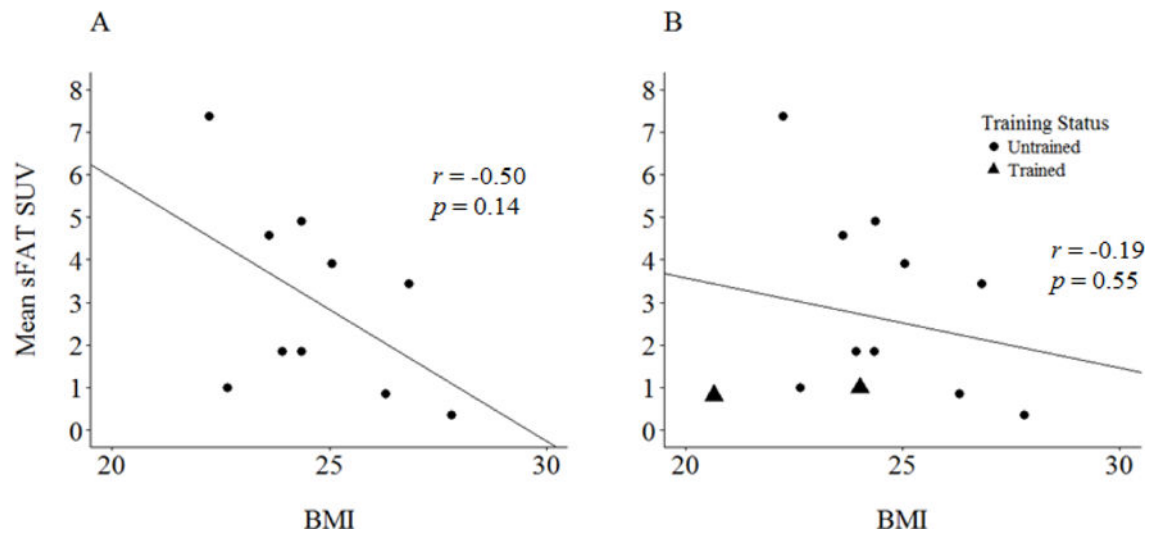 A
8
7
6
5
4
3
2
1
0
Mean sFAT SUV
r = -0.50
p = 0.14
20 25 30
BMI
B
8
7
6
5
4
3
2
1
0
Training Status
Untrained
Trained
r = -0.19
p = 0.55
20 25 30
BMI